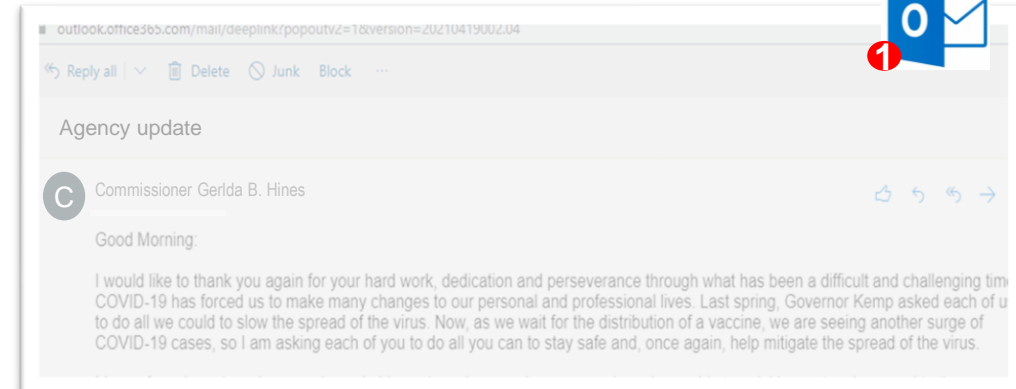 outlook.office365.com/mail/deeplink?popoutv2=1&version=20210419002.04
O
1
Reply all Delete Junk Block ...
Agency update
C
Commissioner Gerlda B. Hines
Good Morning:
I would like to thank you again for your hard work, dedication and perseverance through what has been a difficult and challenging tim
COVID-19 has forced us to make many changes to our personal and professional lives. Last spring, Governor Kemp asked each of u
to do all we could to slow the spread of the virus. Now, as we wait for the distribution of a vaccine, we are seeing another surge of
COVID-19 cases, so I am asking each of you to do all you can to stay safe and, once again, help mitigate the spread of the virus.